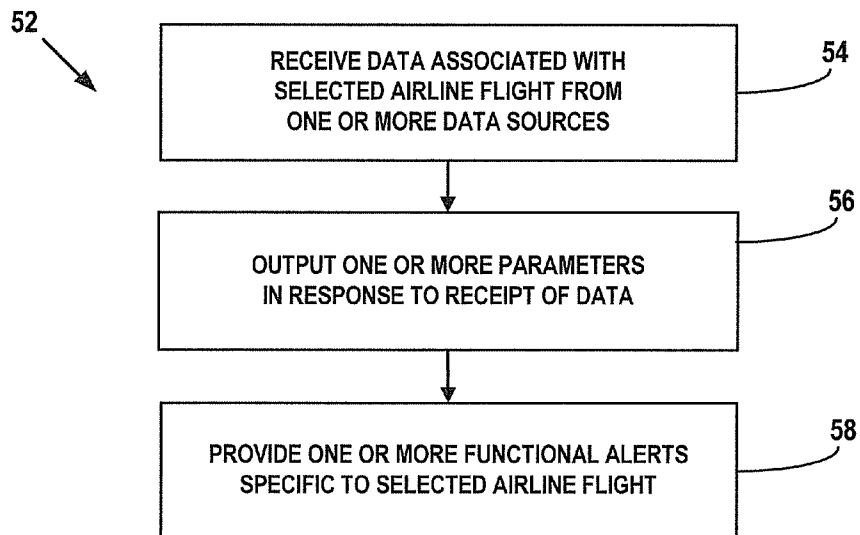 52
RECEIVE DATA ASSOCIATED WITH
SELECTED AIRLINE FLIGHT FROM
ONE OR MORE DATA SOURCES
54
OUTPUT ONE OR MORE PARAMETERS
IN RESPONSE TO RECEIPT OF DATA
56
PROVIDE ONE OR MORE FUNCTIONAL ALERTS
SPECIFIC TO SELECTED AIRLINE FLIGHT
58